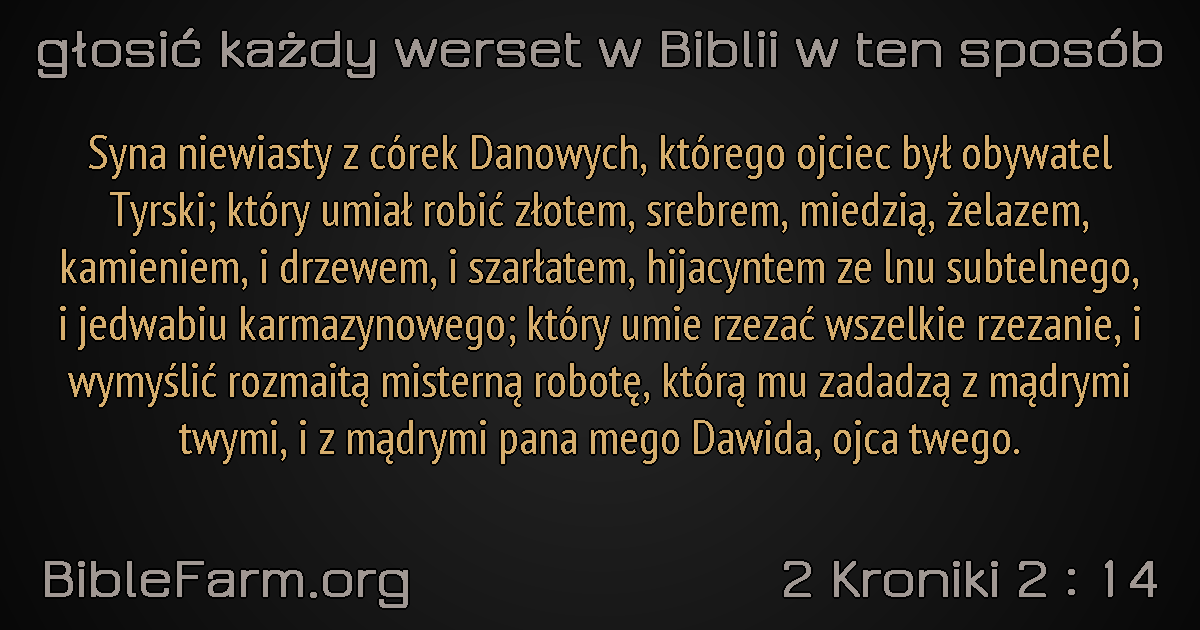 głosić każdy werset w Biblii w ten sposób
Syna niewiasty z córek Danowych, którego ojciec był obywatel
Tyrski; który umiał robić złotem, srebrem, miedzią, żelazem,
kamieniem, i drzewem, i szarłatem, hijacyntem ze lnu subtelnego,
i jedwabiu karmazynowego; który umie rzezać wszelkie rzezanie, i
wymyślić rozmaitą misterną robotę, którą mu zadadzą z mądrymi
twymi, i z mądrymi pana mego Dawida, ojca twego.
BibleFarm.org
2 Kroniki 2 : 14